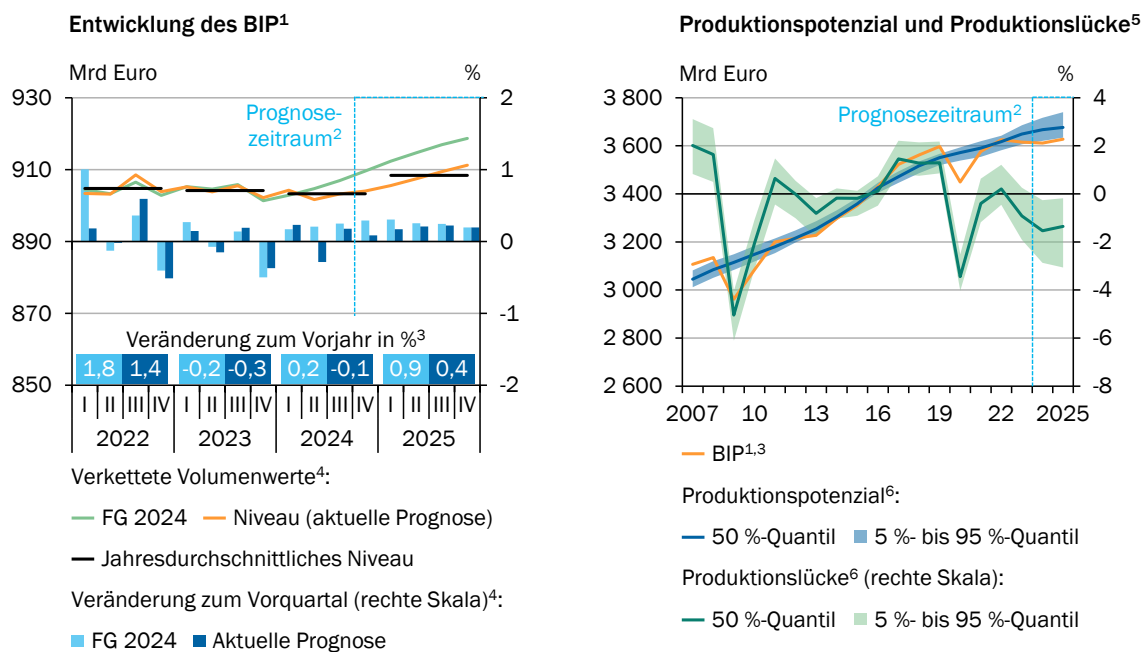 Entwicklung des BIP¹
Mrd Euro %
930 2
Prognose-
zeitraum²
910 1
890 0
870 -1
Veränderung zum Vorjahr in %³
1,8 1,4 -0,2 -0,3 0,2 -0,1 0,9 0,4
850 -2
I II III IV I II III IV I II III IV I II III IV
2022 2023 2024 2025
Verkettete Volumenwerte⁴:
FG 2024 Niveau (aktuelle Prognose)
Jahresdurchschnittliches Niveau
Veränderung zum Vorquartal (rechte Skala)⁴:
FG 2024 Aktuelle Prognose
Produktionspotenzial und Produktionslücke⁵
Mrd Euro %
3 800 4
Prognosezeitraum²
3 600 2
3 400 0
3 200 -2
3 000 -4
2 800 -6
2 600 -8
2007 10 13 16 19 22 2025
BIP¹,³
Produktionspotenzial⁶:
50 %-Quantil 5 %- bis 95 %-Quantil
Produktionslücke⁶ (rechte Skala):
50 %-Quantil 5 %- bis 95 %-Quantil